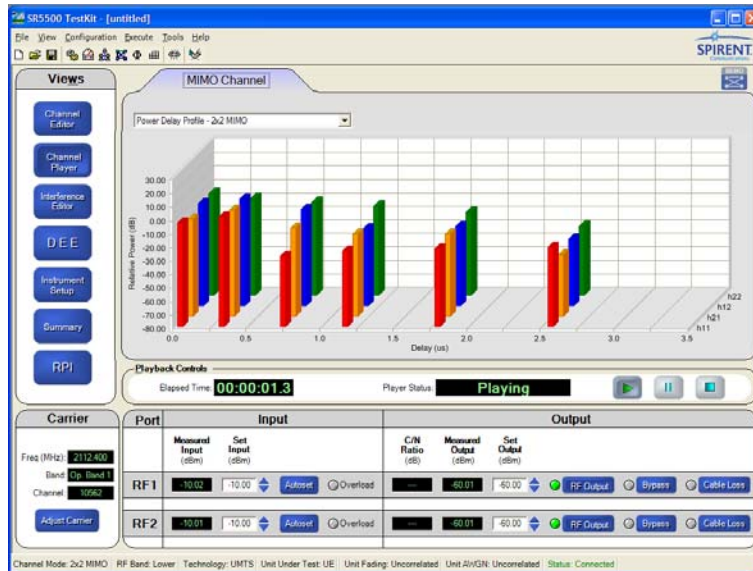 SR5500 TestKit - [untitled]
File View Configuration Execute Tools Help
SPIRENT
Communications
Views
Channel Editor
Channel Player
Interference Editor
DEE
Instrument Setup
Summary
RPI
MIMO Channel
MIMO
Power Delay Profile - 2x2 MIMO
Relative Power (dB)
30.00
20.00
10.00
0.00
-10.00
-20.00
-30.00
-40.00
-50.00
-60.00
-70.00
-80.00
0.0 0.5 1.0 1.5 2.0 2.5 3.0 3.5
Delay (us)
h22
h12
h21
h11
Playback Controls
Elapsed Time: 00:00:01.3 Player Status: Playing
Carrier
Freq (MHz): 2112.400
Band: Op. Band 1
Channel: 10562
Adjust Carrier
Port Input Output
Measured Input (dBm) Set Input (dBm) C/N Ratio (dB) Measured Output (dBm) Set Output (dBm)
RF1 -10.02 -10.00 Autoset Overload --- -60.01 -60.00 RF Output Bypass Cable Loss
RF2 -10.01 -10.00 Autoset Overload --- -60.01 -60.00 RF Output Bypass Cable Loss
Channel Mode: 2x2 MIMO RF Band: Lower Technology: UMTS Unit Under Test: UE Unit Fading: Uncorrelated Unit AWGN: Uncorrelated Status: Connected